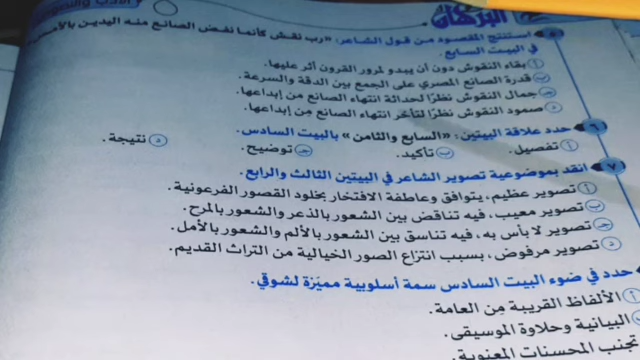 البرهان
٥ استنتج المقصود من قول الشاعر: «رب نقش كأنما نفض الصانع منه اليدين بالأمس
في البيت السابع.
أ بقاء النقوش دون أن يبدو لمرور القرون أثر عليها.
ب قدرة الصانع المصري على الجمع بين الدقة والسرعة.
ج جمال النقوش نظرًا لحداثة انتهاء الصانع من إبداعها.
د صمود النقوش نظرًا لتأخر انتهاء الصانع من إبداعها.
٦ حدد علاقة البيتين: «السابع والثامن» بالبيت السادس.
أ تفصيل. ب تأكيد. ج توضيح. د نتيجة.
٧ انقد بموضوعية تصوير الشاعر في البيتين الثالث والرابع.
أ تصوير عظيم، يتوافق وعاطفة الافتخار بخلود القصور الفرعونية.
ب تصوير معيب، فيه تناقض بين الشعور بالذعر والشعور بالمرح.
ج تصوير لا بأس به، فيه تناسق بين الشعور بالألم والشعور بالأمل.
د تصوير مرفوض، بسبب انتزاع الصور الخيالية من التراث القديم.
حدد في ضوء البيت السادس سمة أسلوبية مميَزة لشوقي.
أ الألفاظ القريبة مِن العامة.
البيانية وحلاوة الموسيقى.
تجنب المحسنات المعنوية.